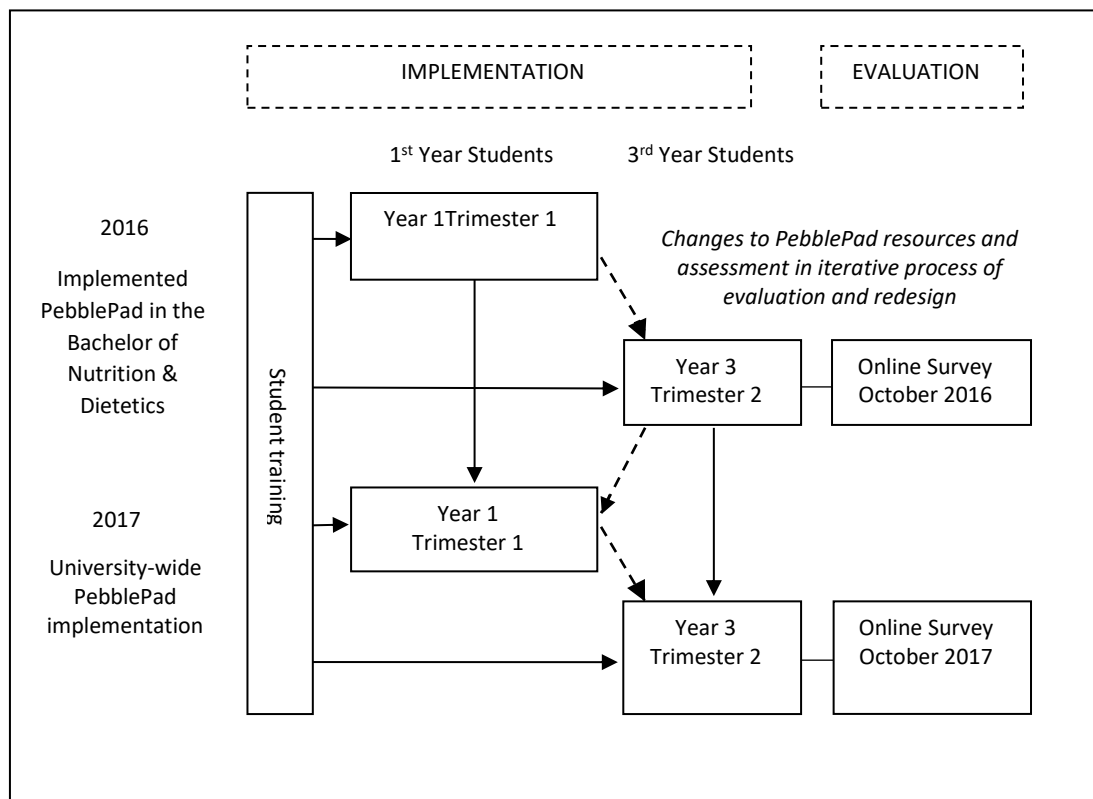 IMPLEMENTATION
EVALUATION
1st Year Students
3rd Year Students
2016
Implemented
PebblePad in the
Bachelor of
Nutrition &
Dietetics
Student training
Year 1Trimester 1
Changes to PebblePad resources and
assessment in iterative process of
evaluation and redesign
Year 3
Trimester 2
Online Survey
October 2016
2017
University-wide
PebblePad
implementation
Year 1
Trimester 1
Year 3
Trimester 2
Online Survey
October 2017